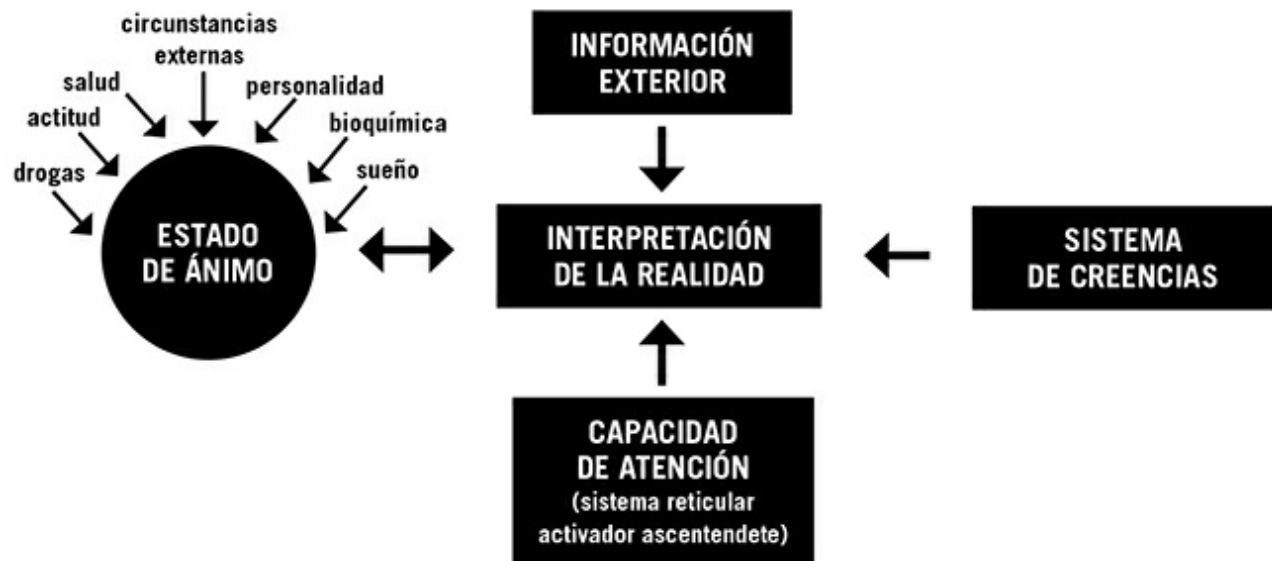 circunstancias
externas
salud
personalidad
actitud
bioquímica
drogas
sueño
ESTADO
DE ÁNIMO
INFORMACIÓN
EXTERIOR
INTERPRETACIÓN
DE LA REALIDAD
SISTEMA
DE CREENCIAS
CAPACIDAD
DE ATENCIÓN
(sistema reticular
activador ascentendete)